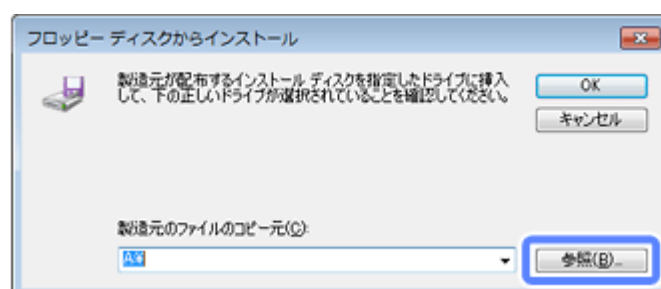 フロッピー ディスクからインストール
製造元が配布するインストール ディスクを指定したドライブに挿入
して、下の正しいドライブが選択されていることを確認してください。
OK
キャンセル
製造元のファイルのコピー元(C):
A:¥
参照(B)...